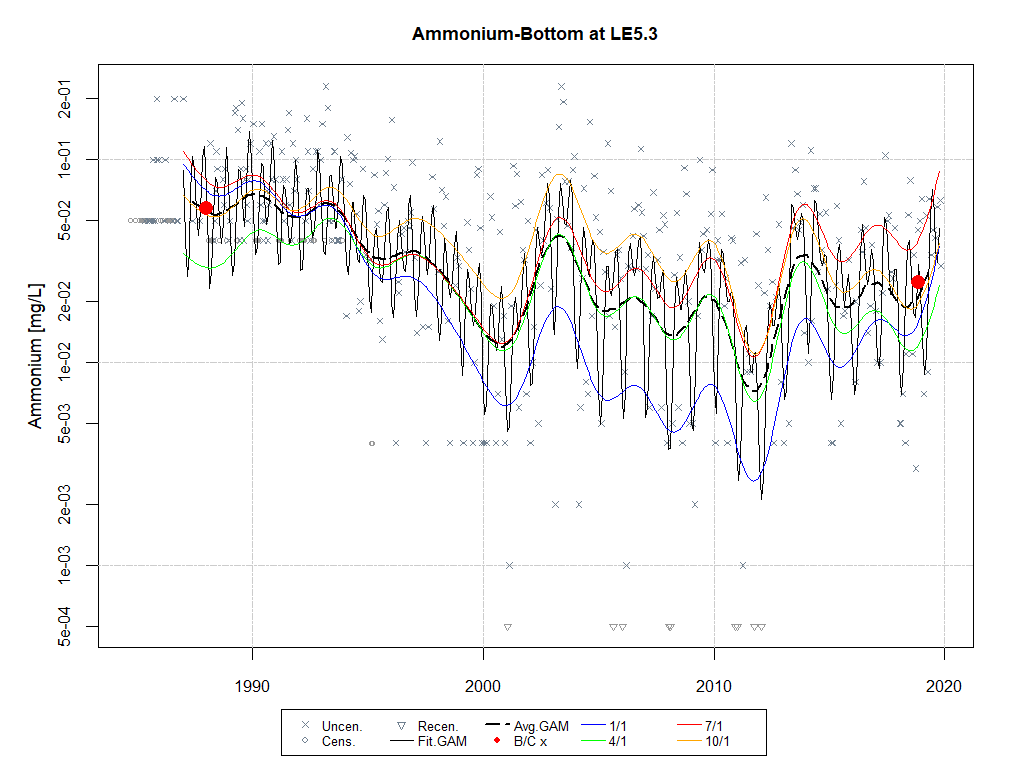 Ammonium-Bottom at LE5.3
Ammonium [mg/L]
2e-01
1e-01
5e-02
2e-02
1e-02
5e-03
2e-03
1e-03
5e-04
1990 2000 2010 2020
Uncen. Recen. Avg.GAM 1/1 7/1
Cens. Fit.GAM B/C x 4/1 10/1